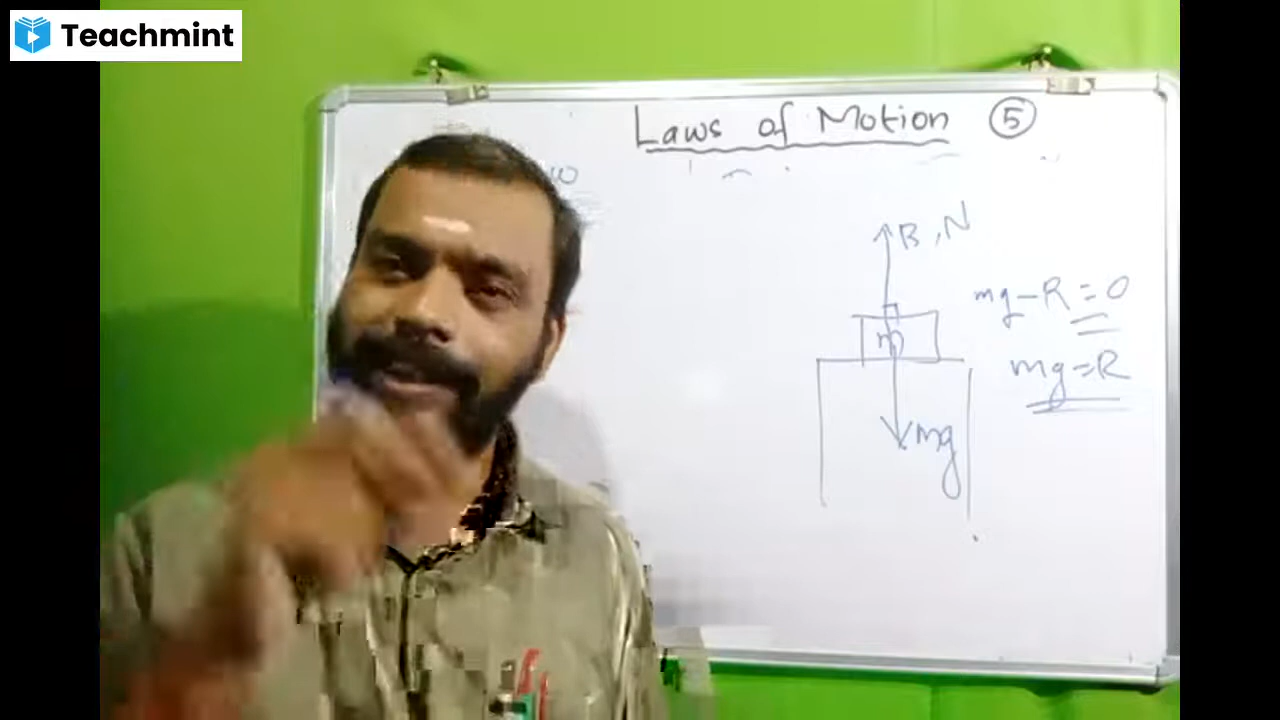 Teachmint
Laws of Motion ⑤
R, N
mg-R=0
m
mg=R
mg